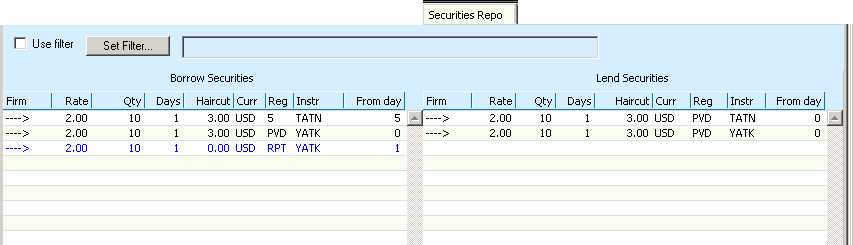 Securities Repo
Use filter Set Filter...
Borrow Securities Lend Securities
Firm Rate Qty Days Haircut Curr Reg Instr From day Firm Rate Qty Days Haircut Curr Reg Instr From day
----> 2.00 10 1 3.00 USD 5 TATN 5 ----> 2.00 10 1 3.00 USD PVD TATN 0
----> 2.00 10 1 3.00 USD PVD YATK 0 ----> 2.00 10 1 3.00 USD PVD YATK 0
----> 2.00 10 1 0.00 USD RPT YATK 1